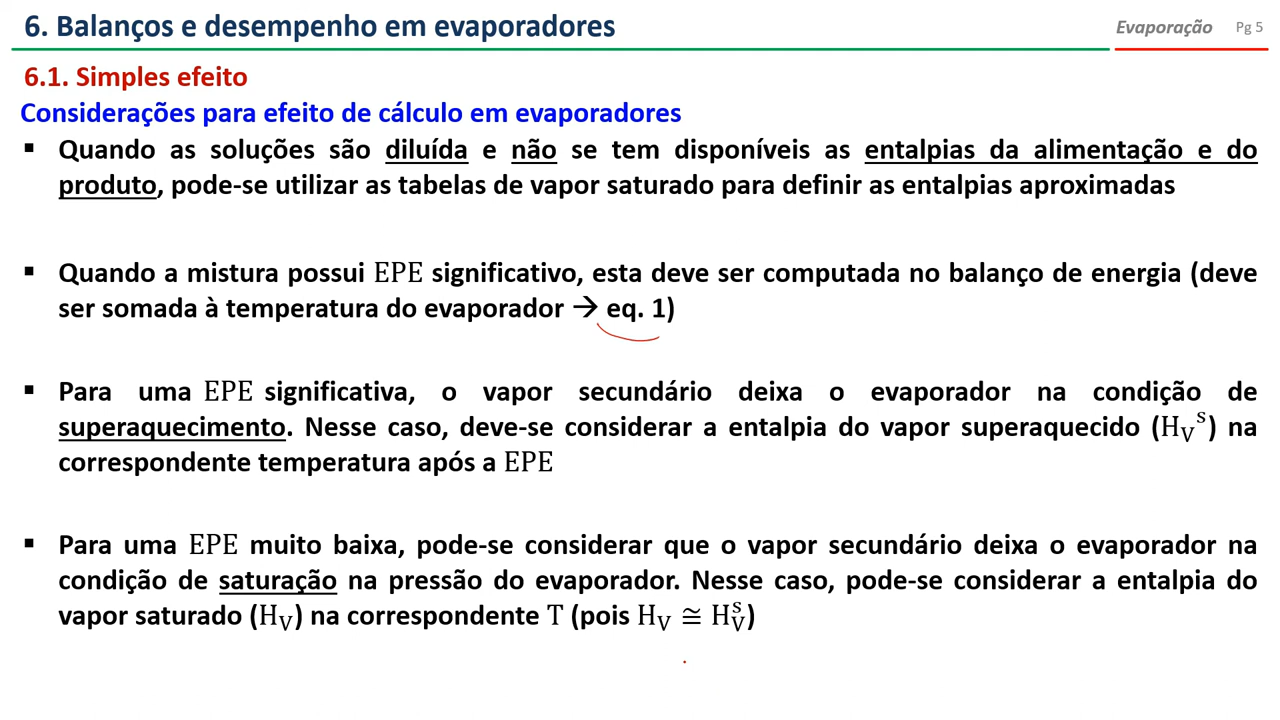 6. Balanços e desempenho em evaporadores
Evaporação Pg 5
6.1. Simples efeito
Considerações para efeito de cálculo em evaporadores
▪ Quando as soluções são diluída e não se tem disponíveis as entalpias da alimentação e do
produto, pode-se utilizar as tabelas de vapor saturado para definir as entalpias aproximadas
▪ Quando a mistura possui EPE significativo, esta deve ser computada no balanço de energia (deve
ser somada à temperatura do evaporador → eq. 1)
▪ Para uma EPE significativa, o vapor secundário deixa o evaporador na condição de
superaquecimento. Nesse caso, deve-se considerar a entalpia do vapor superaquecido (H_V^s) na
correspondente temperatura após a EPE
▪ Para uma EPE muito baixa, pode-se considerar que o vapor secundário deixa o evaporador na
condição de saturação na pressão do evaporador. Nesse caso, pode-se considerar a entalpia do
vapor saturado (H_V) na correspondente T (pois H_V ≅ H_V^s)